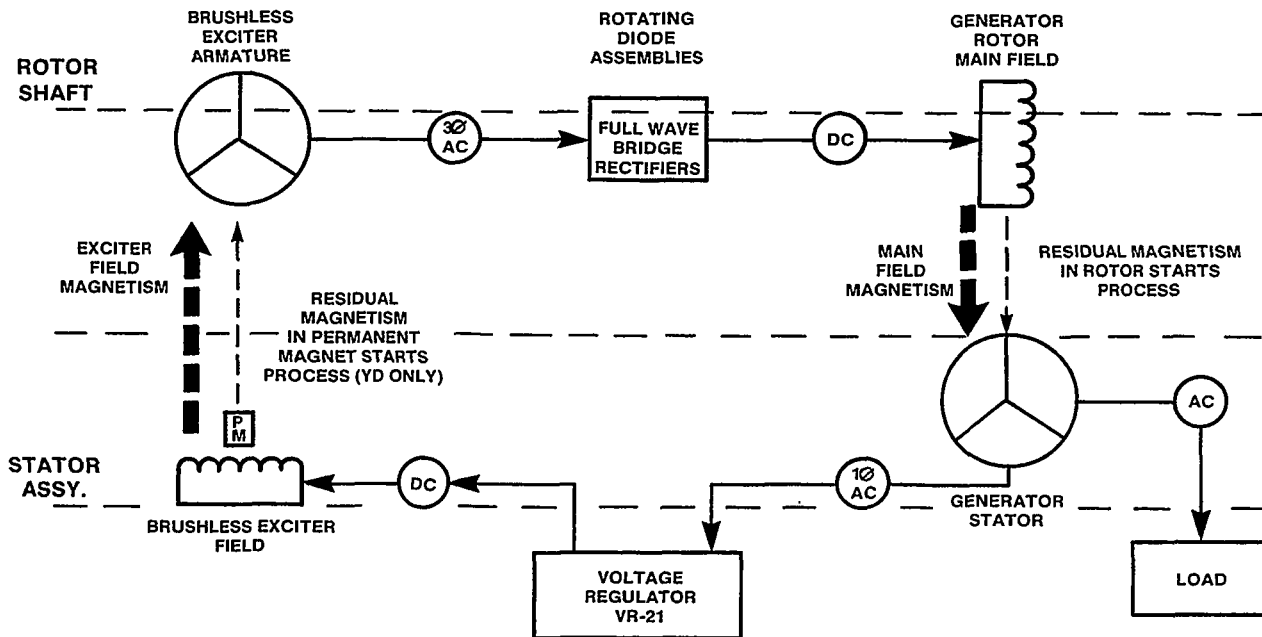 BRUSHLESS
EXCITER
ARMATURE
ROTATING
DIODE
ASSEMBLIES
GENERATOR
ROTOR
MAIN FIELD
ROTOR
SHAFT
3Ø
AC
FULL WAVE
BRIDGE
RECTIFIERS
DC
EXCITER
FIELD
MAGNETISM
RESIDUAL
MAGNETISM
IN PERMANENT
MAGNET STARTS
PROCESS (YD ONLY)
MAIN
FIELD
MAGNETISM
RESIDUAL MAGNETISM
IN ROTOR STARTS
PROCESS
P
M
AC
STATOR
ASSY.
DC
1Ø
AC
BRUSHLESS EXCITER
FIELD
GENERATOR
STATOR
VOLTAGE
REGULATOR
VR-21
LOAD